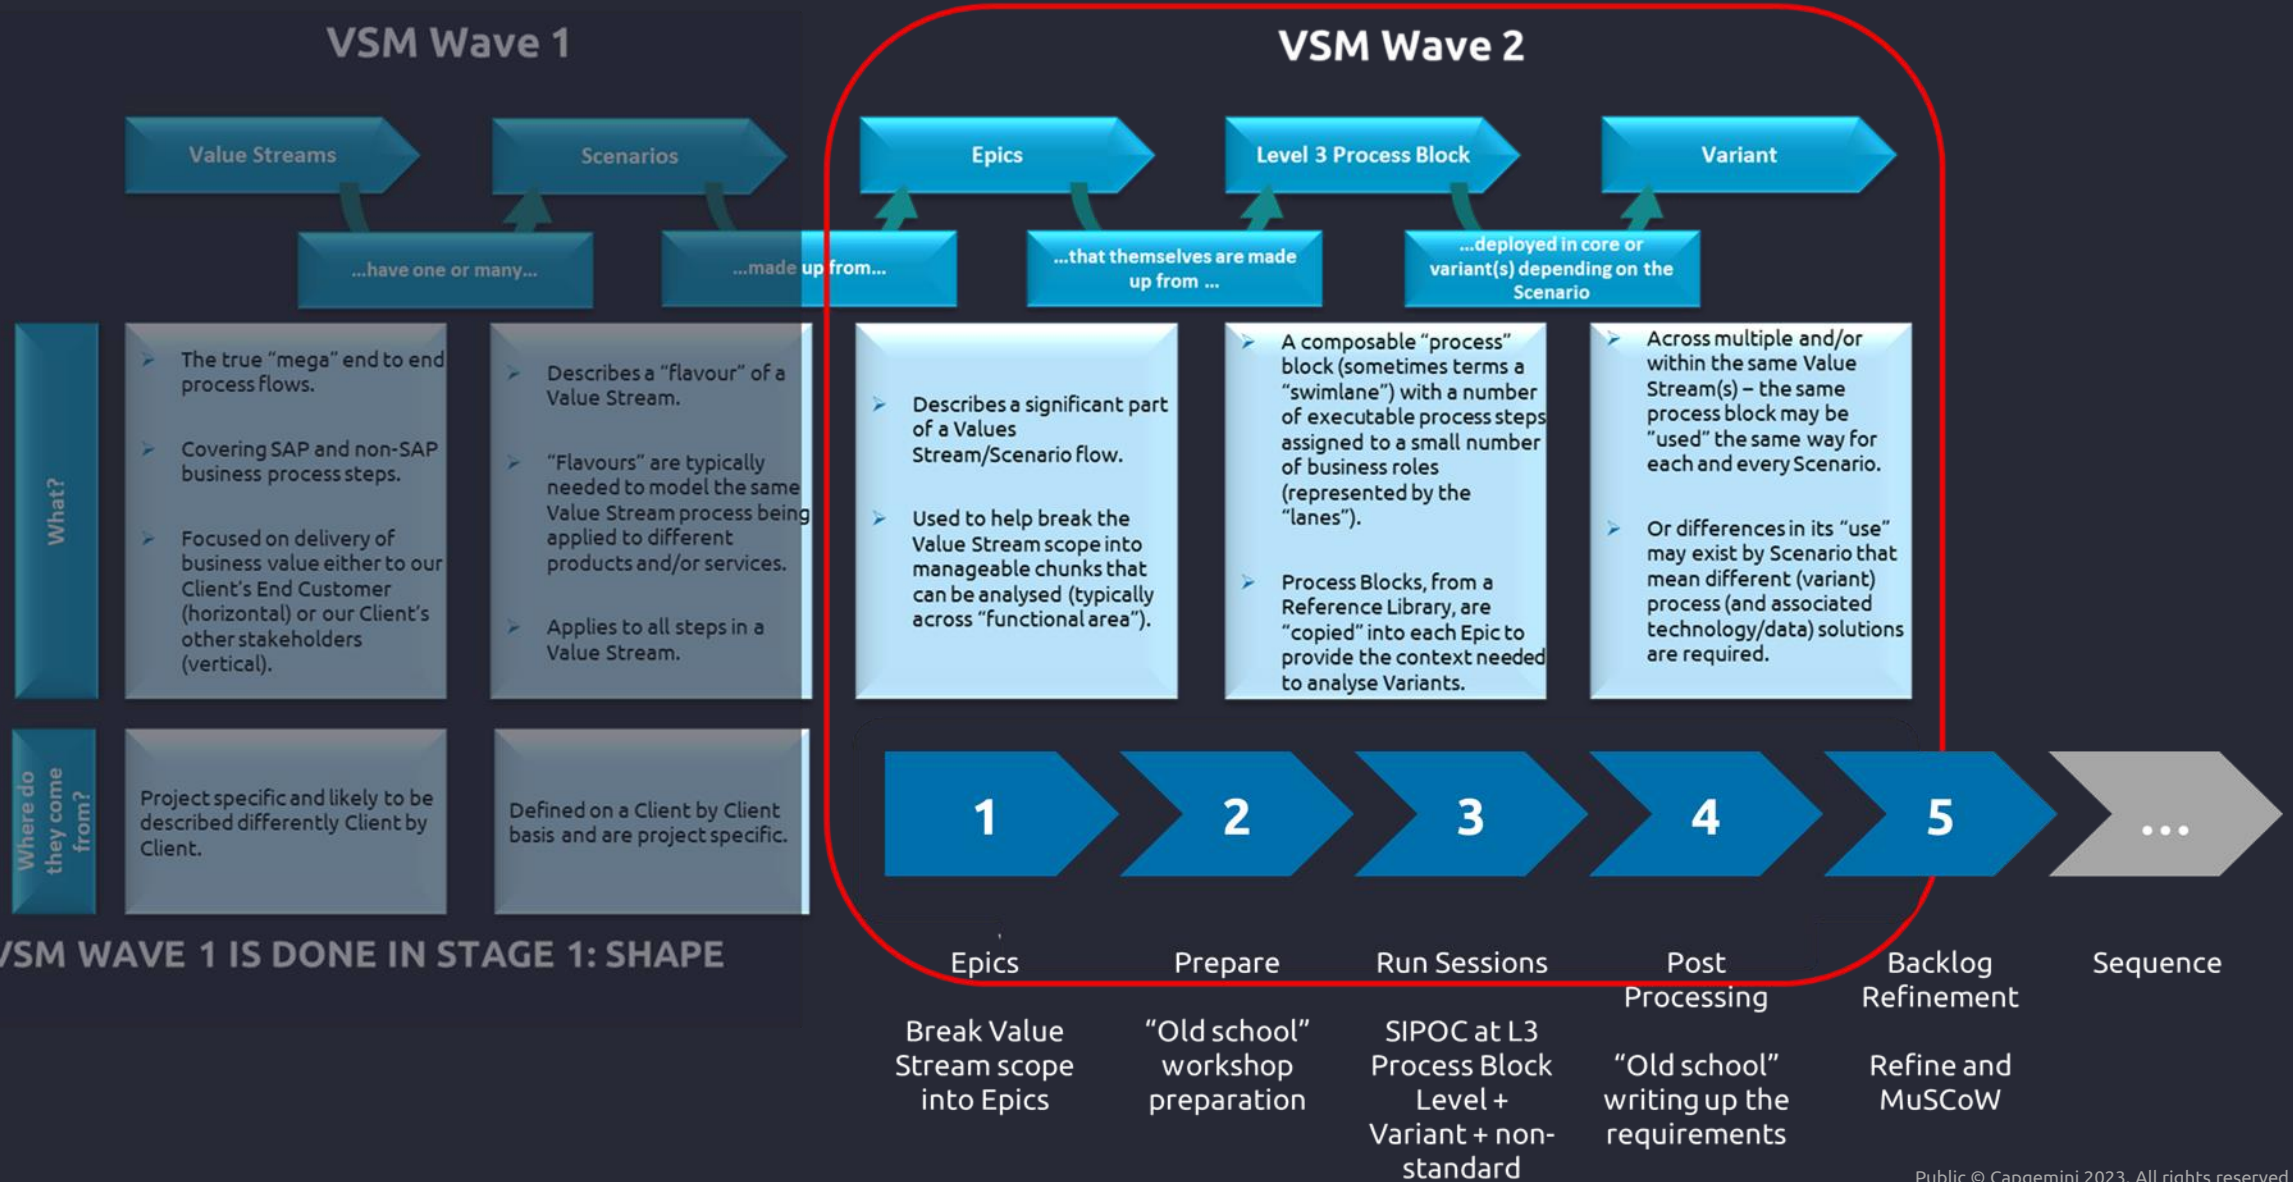 VSM Wave 1
VSM Wave 2
Value Streams
Scenarios
Epics
Level 3 Process Block
Variant
...have one or many...
...made up from...
...that themselves are made
up from ...
...deployed in core or
variant(s) depending on the
Scenario
What?
The true “mega” end to end
process flows.
Covering SAP and non-SAP
business process steps.
Focused on delivery of
business value either to our
Client’s End Customer
(horizontal) or our Client’s
other stakeholders
(vertical).
Describes a “flavour” of a
Value Stream.
“Flavours” are typically
needed to model the same
Value Stream process being
applied to different
products and/or services.
Applies to all steps in a
Value Stream.
Describes a significant part
of a Values
Stream/Scenario flow.
Used to help break the
Value Stream scope into
manageable chunks that
can be analysed (typically
across “functional area”).
A composable “process”
block (sometimes terms a
“swimlane”) with a number
of executable process steps
assigned to a small number
of business roles
(represented by the
“lanes”).
Process Blocks, from a
Reference Library, are
“copied” into each Epic to
provide the context needed
to analyse Variants.
Across multiple and/or
within the same Value
Stream(s) – the same
process block may be
”used” the same way for
each and every Scenario.
Or differences in its “use”
may exist by Scenario that
mean different (variant)
process (and associated
technology/data) solutions
are required.
Where do
they come
from?
Project specific and likely to be
described differently Client by
Client.
Defined on a Client by Client
basis and are project specific.
VSM WAVE 1 IS DONE IN STAGE 1: SHAPE
1
2
3
4
5
...
Epics
Break Value
Stream scope
into Epics
Prepare
“Old school”
workshop
preparation
Run Sessions
SIPOC at L3
Process Block
Level +
Variant + non-
standard
Post
Processing
“Old school”
writing up the
requirements
Backlog
Refinement
Refine and
MuSCoW
Sequence
Public © Capgemini 2023. All rights reserved